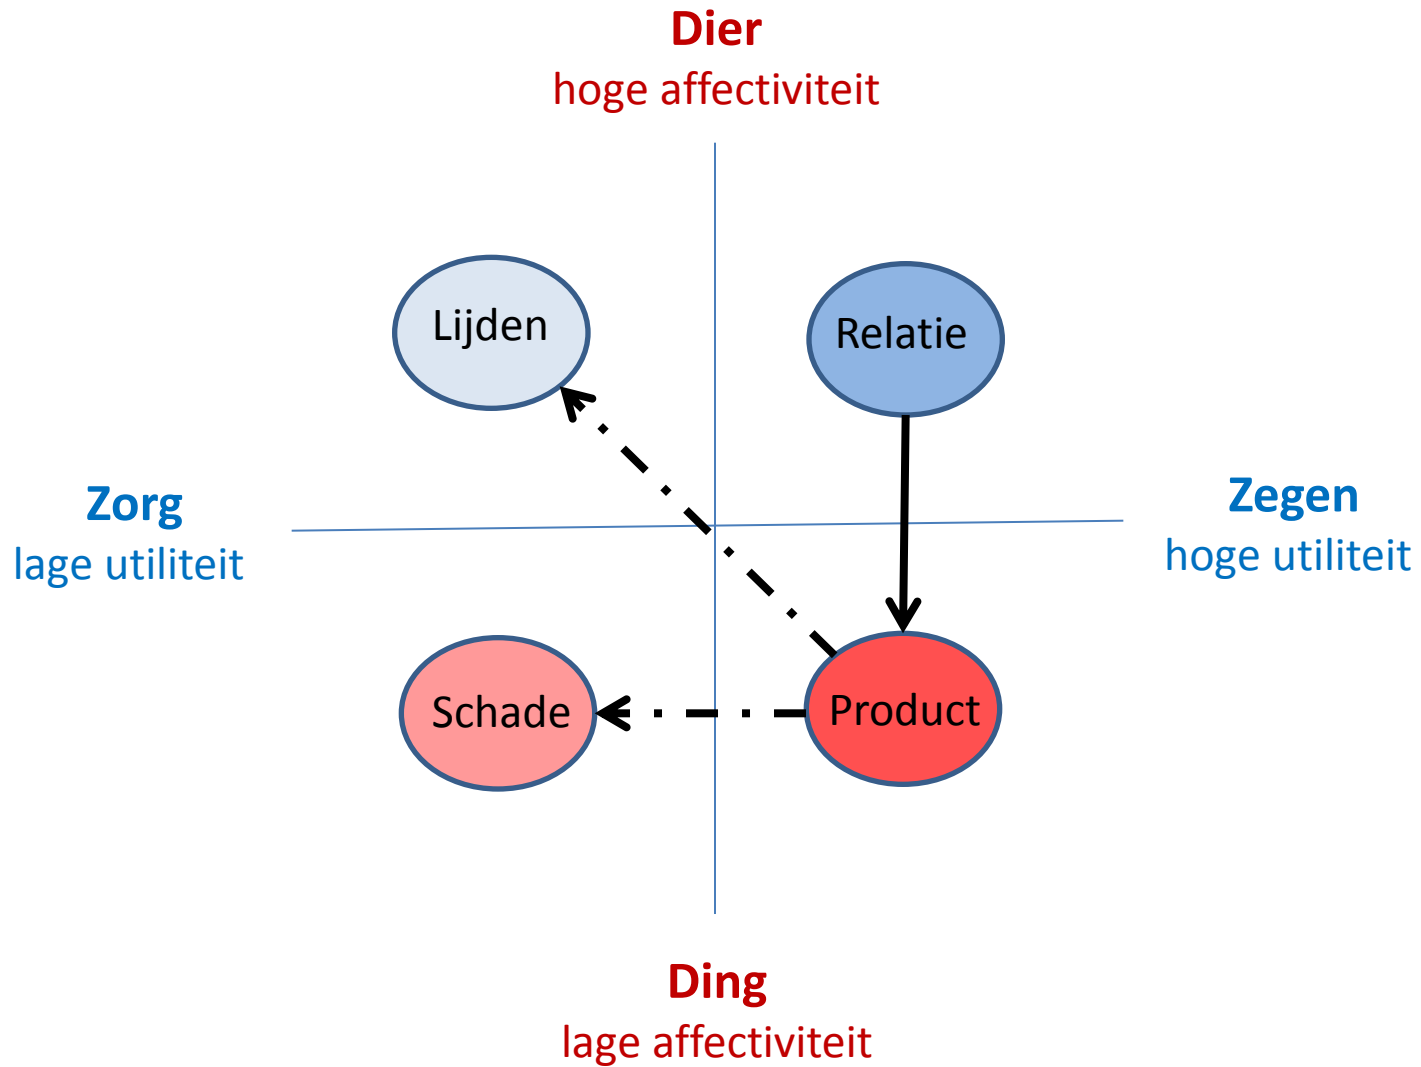 Dier
hoge affectiviteit
Lijden
Relatie
Zorg
lage utiliteit
Zegen
hoge utiliteit
Schade
Product
Ding
lage affectiviteit